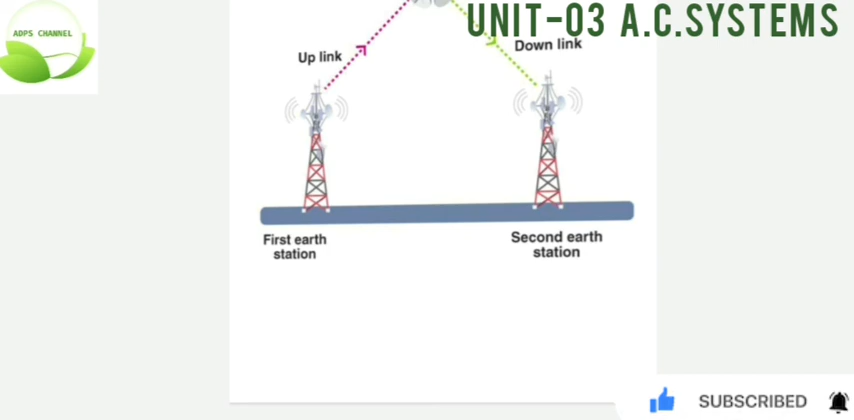 UNIT-03 A.C.SYSTEMS
ADPS CHANNEL
Down link
Up link
First earth
station
Second earth
station
SUBSCRIBED